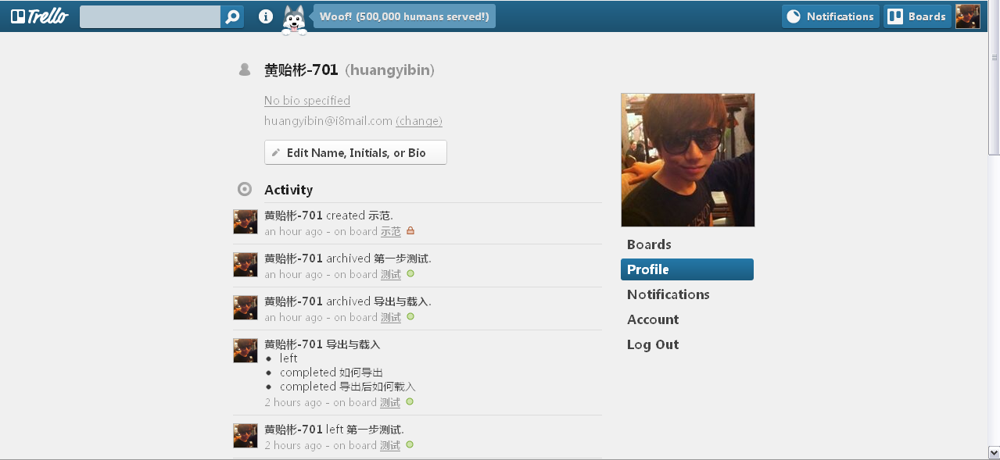 Trello
Woof! (500,000 humans served!)
Notifications
Boards
黄贻彬-701 (huangyibin)
No bio specified
huangyibin@i8mail.com (change)
Edit Name, Initials, or Bio
Activity
黄贻彬-701 created 示范.
an hour ago - on board 示范
黄贻彬-701 archived 第一步测试.
an hour ago - on board 测试
黄贻彬-701 archived 导出与载入.
an hour ago - on board 测试
黄贻彬-701 导出与载入
left
completed 如何导出
completed 导出后如何载入
2 hours ago - on board 测试
黄贻彬-701 left 第一步测试.
2 hours ago - on board 测试
Boards
Profile
Notifications
Account
Log Out